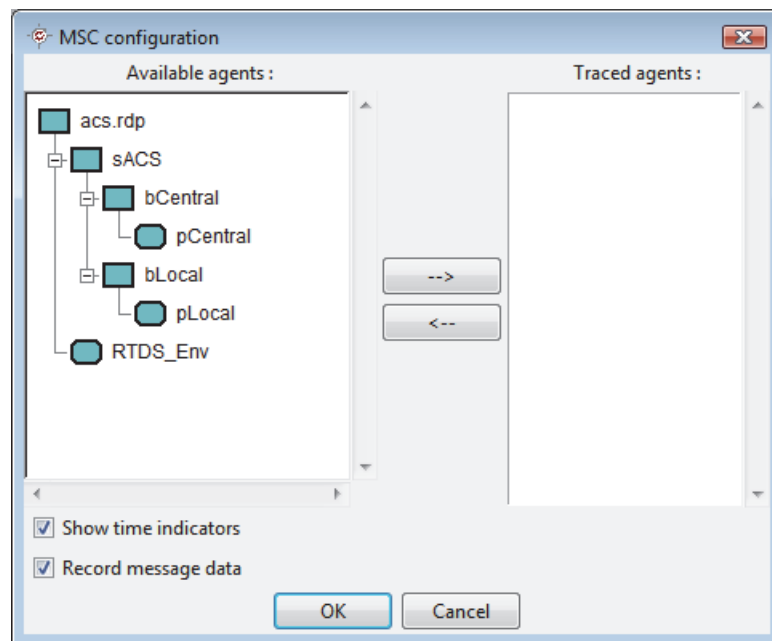 MSC configuration
Available agents :
Traced agents :
acs.rdp
sACS
bCentral
pCentral
bLocal
pLocal
RTDS_Env
-->
<--
Show time indicators
Record message data
OK
Cancel